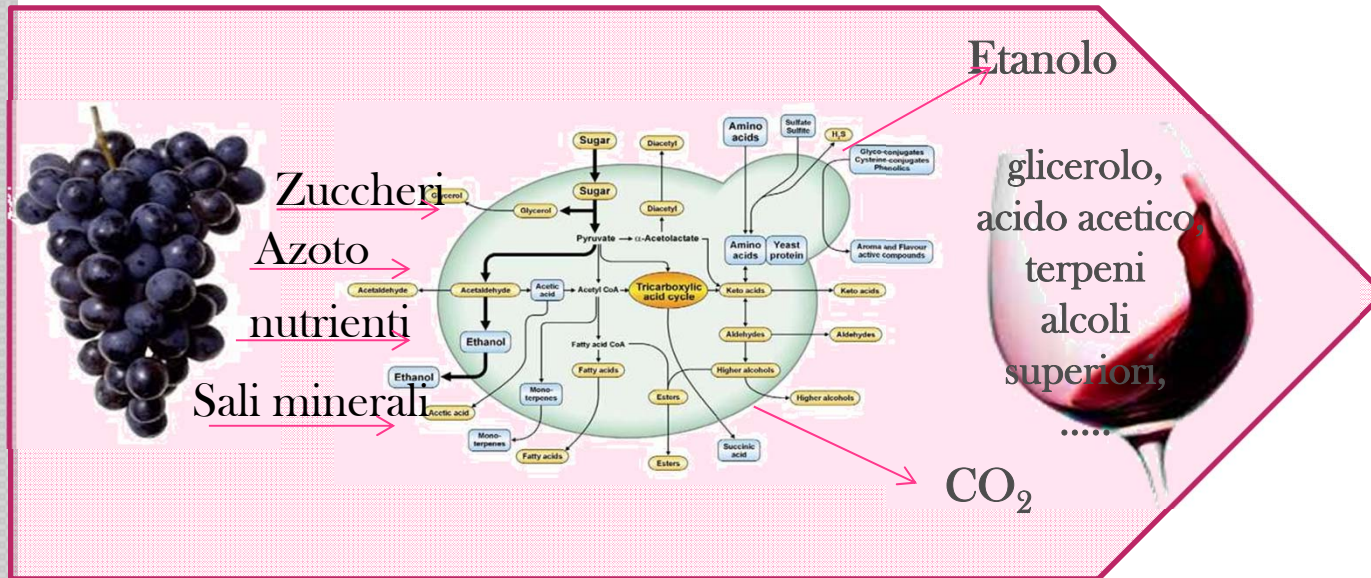 Etanolo
Zuccheri
Azoto
nutrienti
Sali minerali
Sugar
Sugar
Glycerol
Glycerol
Diacetyl
Diacetyl
Amino
acids
Sulfate
Sulfite
H₂S
Glyco-conjugates
Cysteine-conjugates
Phenolics
Pyruvate
α-Acetolactate
Amino
acids
Yeast
protein
Aroma and Flavour
active compounds
Acetaldehyde
Acetaldehyde
Acetic
acid
Acetyl CoA
Tricarboxylic
acid cycle
Keto acids
Keto acids
Ethanol
Ethanol
Fatty acid CoA
Aldehydes
Aldehydes
Fatty acids
Higher alcohols
Higher alcohols
Acetic acid
Mono-
terpenes
Esters
Mono-
terpenes
Fatty acids
Esters
Succinic
acid
glicerolo,
acido acetico,
terpeni
alcoli
superiori,
.....
CO₂